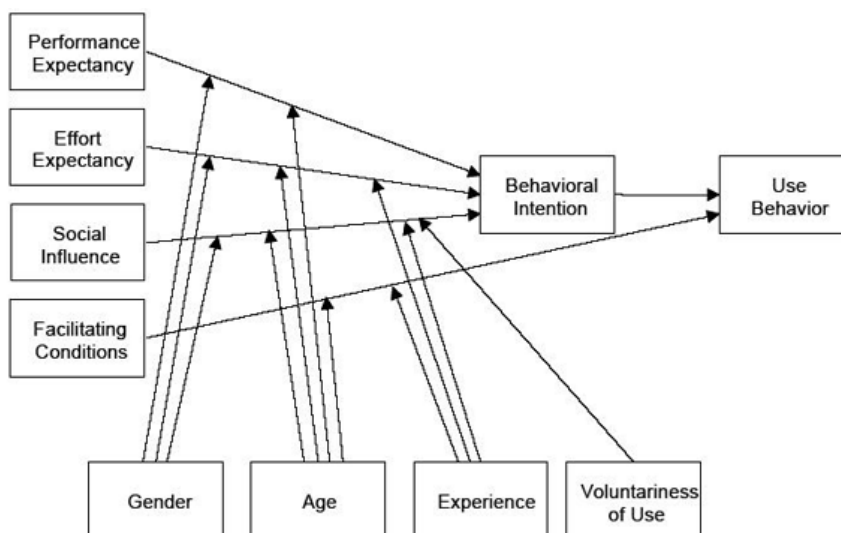 Performance
Expectancy
Effort
Expectancy
Social
Influence
Facilitating
Conditions
Behavioral
Intention
Use
Behavior
Gender
Age
Experience
Voluntariness
of Use